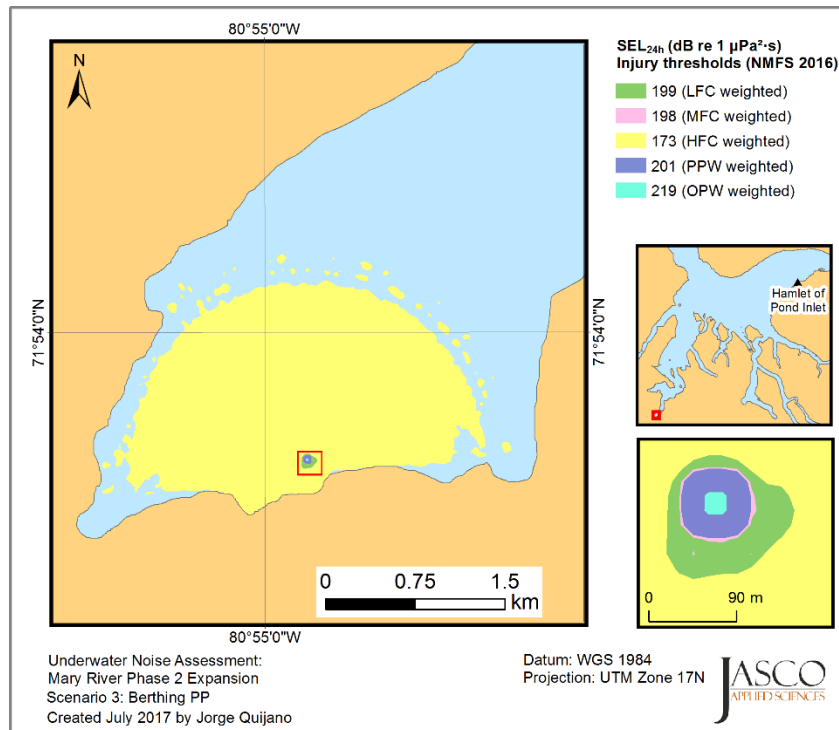 80°55'0"W
N
71°54'0"N
71°54'0"N
0 0.75 1.5
km
80°55'0"W
SEL24h (dB re 1 µPa²·s)
Injury thresholds (NMFS 2016)
199 (LFC weighted)
198 (MFC weighted)
173 (HFC weighted)
201 (PPW weighted)
219 (OPW weighted)
Hamlet of
Pond Inlet
0 90 m
Underwater Noise Assessment:
Mary River Phase 2 Expansion
Scenario 3: Berthing PP
Created July 2017 by Jorge Quijano
Datum: WGS 1984
Projection: UTM Zone 17N
JASCO
APPLIED SCIENCES